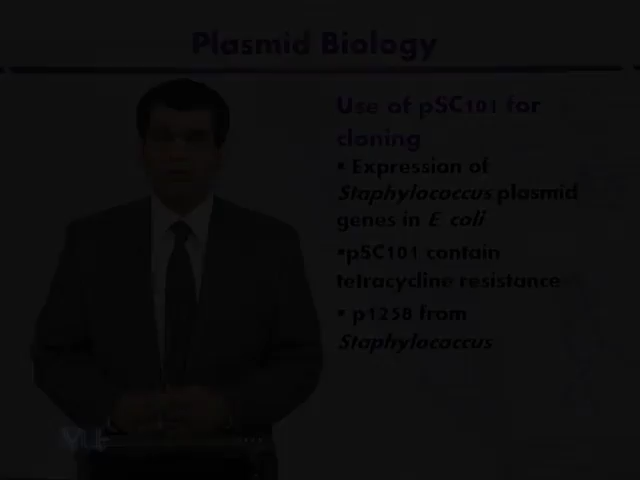 Plasmid Biology
Use of pSC101 for
cloning
▪ Expression of
Staphylococcus plasmid
genes in E coli
▪pSC101 contain
tetracycline resistance
▪ p1258 from
Staphylococcus